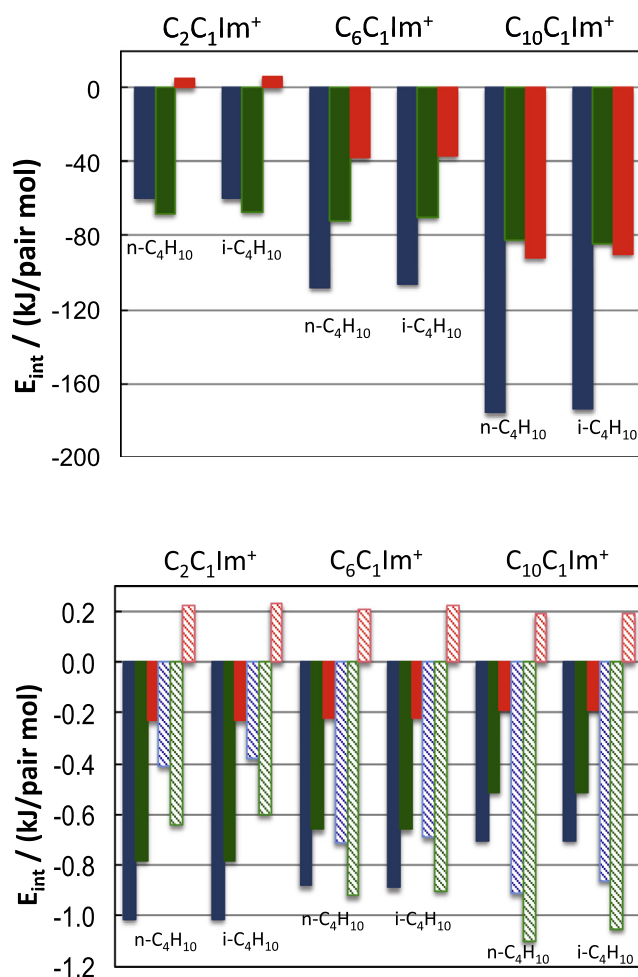 C₂C₁Im⁺ C₆C₁Im⁺ C₁₀C₁Im⁺
E_int / (kJ/pair mol)
0
-40
-80
-120
-160
-200
n-C₄H₁₀ i-C₄H₁₀ n-C₄H₁₀ i-C₄H₁₀ n-C₄H₁₀ i-C₄H₁₀
C₂C₁Im⁺ C₆C₁Im⁺ C₁₀C₁Im⁺
E_int / (kJ/pair mol)
0.2
0.0
-0.2
-0.4
-0.6
-0.8
-1.0
-1.2
n-C₄H₁₀ i-C₄H₁₀ n-C₄H₁₀ i-C₄H₁₀ n-C₄H₁₀ i-C₄H₁₀